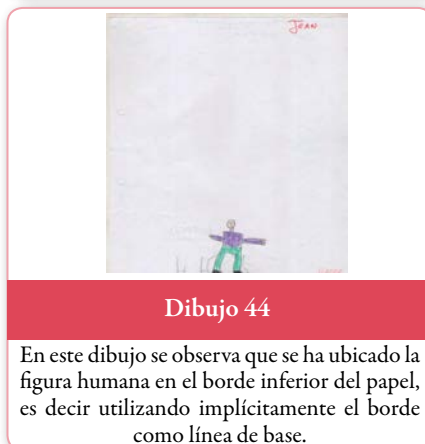 JEAN
Dibujo 44
En este dibujo se observa que se ha ubicado la
figura humana en el borde inferior del papel,
es decir utilizando implícitamente el borde
como línea de base.